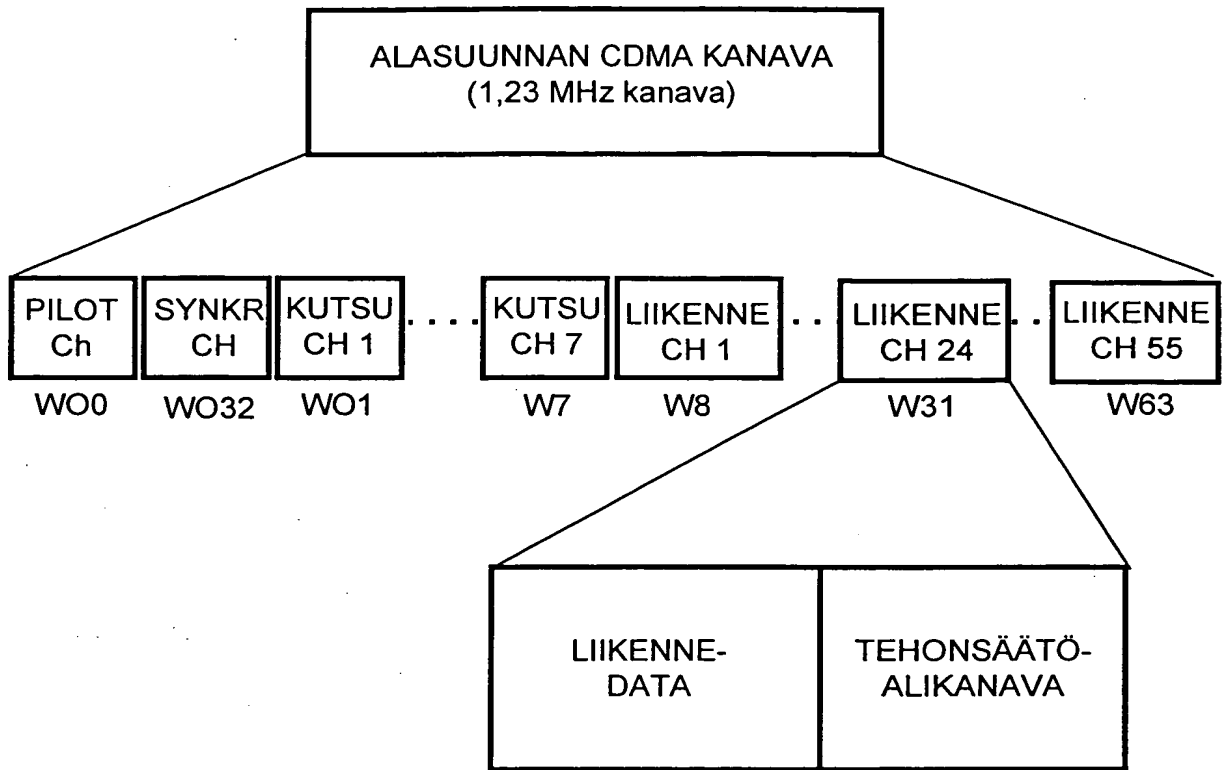 ALASUUNNAN CDMA KANAVA
(1,23 MHz kanava)
PILOT
Ch
SYNKR
CH
KUTSU
CH 1
. . . .
KUTSU
CH 7
LIIKENNE
CH 1
. .
LIIKENNE
CH 24
. .
LIIKENNE
CH 55
WO0
WO32
WO1
W7
W8
W31
W63
LIIKENNE-
DATA
TEHONSÄÄTÖ-
ALIKANAVA